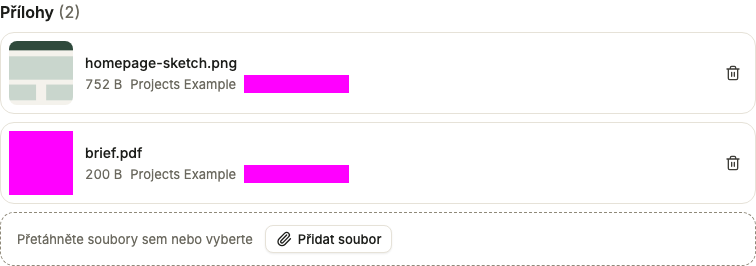 Přílohy (2)
homepage-sketch.png
752 B Projects Example
brief.pdf
200 B Projects Example
Přetáhněte soubory sem nebo vyberte Přidat soubor